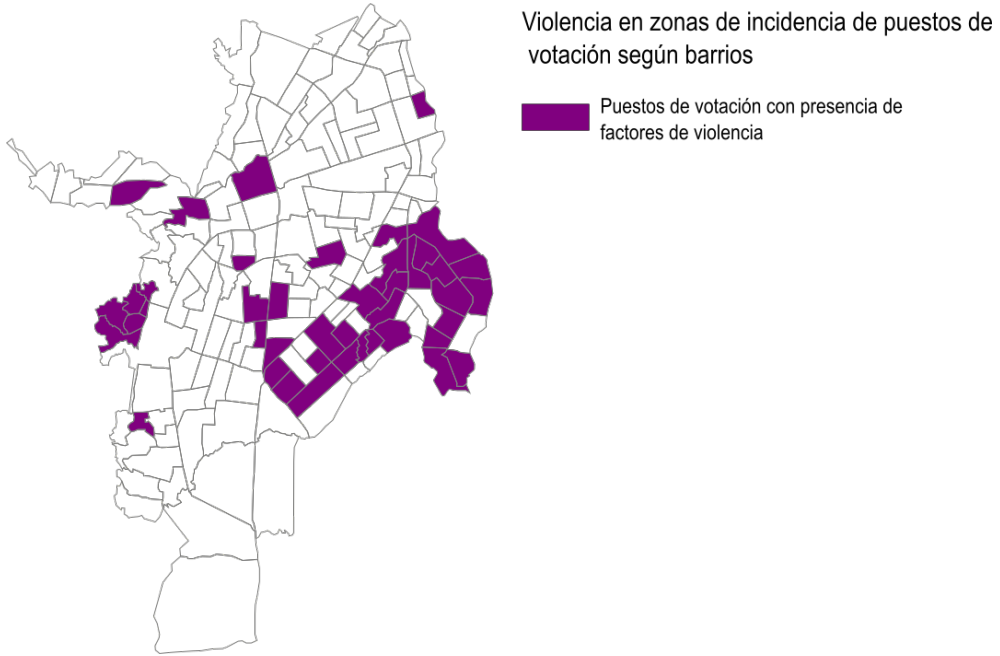 Violencia en zonas de incidencia de puestos de
votación según barrios
Puestos de votación con presencia de
factores de violencia